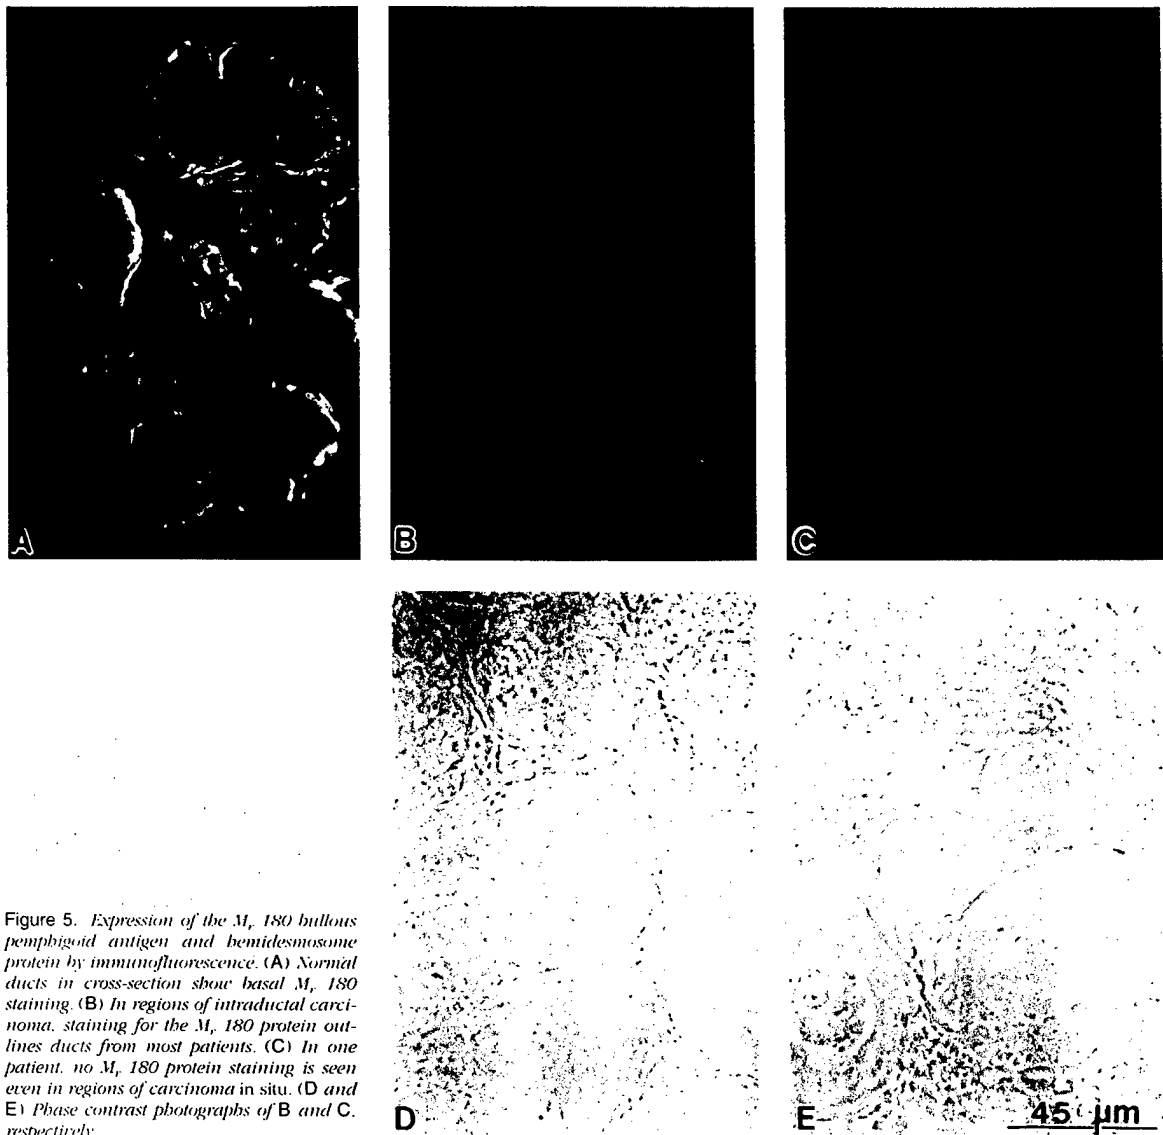 A
B
C
Figure 5. Expression of the Mr 180 bullous
pemphigoid antigen and hemidesmosome
protein by immunofluorescence. (A) Normal
ducts in cross-section show basal Mr 180
staining. (B) In regions of intraductal carci-
noma, staining for the Mr 180 protein out-
lines ducts from most patients. (C) In one
patient, no Mr 180 protein staining is seen
even in regions of carcinoma in situ. (D and
E) Phase contrast photographs of B and C,
respectively.
D
E
45 µm